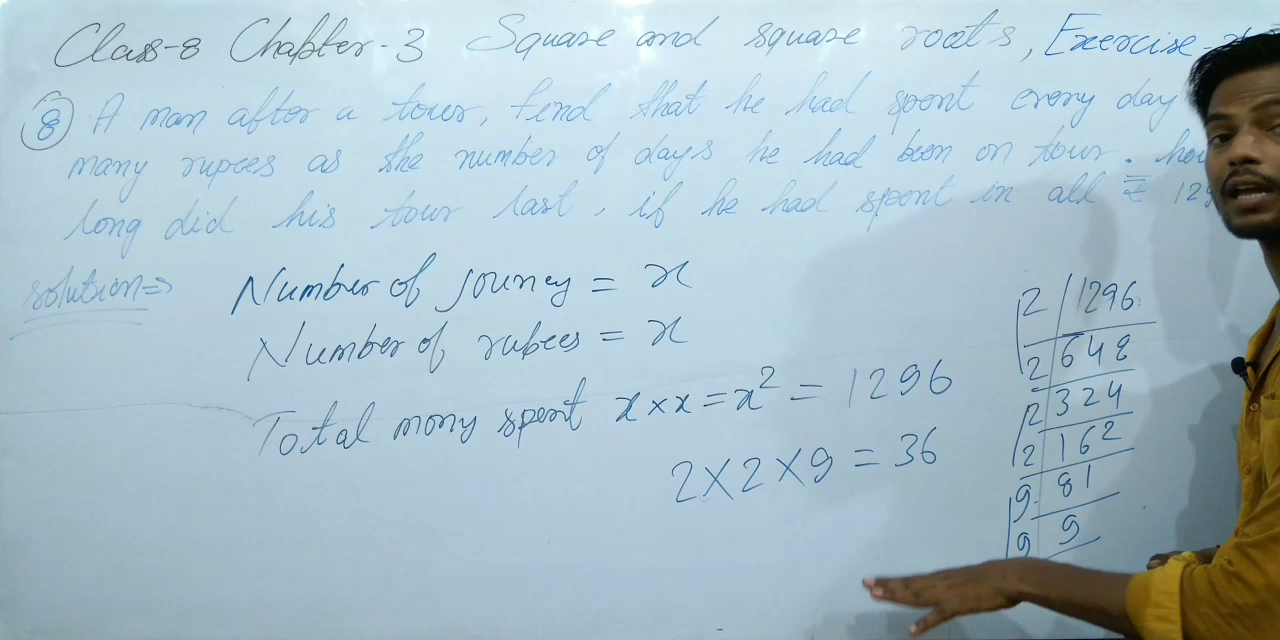 Class-8 Chapter-3 Square and square roots, Exercise-
8 A man after a tour, find that he had spent every day
many rupees as the number of days he had been on tour. how
long did his tour last, if he had spent in all ₹ 129
solution⇒
Number of journey = x
Number of rubees = x
Total mony spent x×x=x² = 1296
2×2×9 = 36
2 1296
2 648
2 324
2 162
9 81
9 9